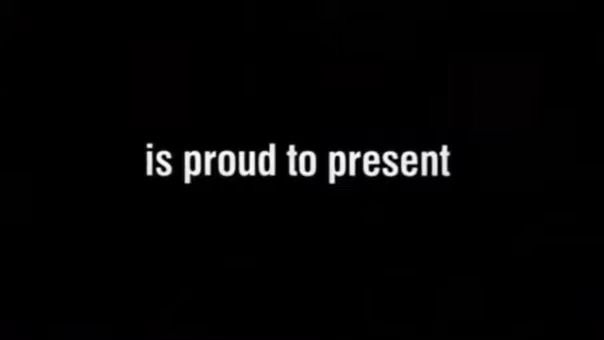 is proud to present